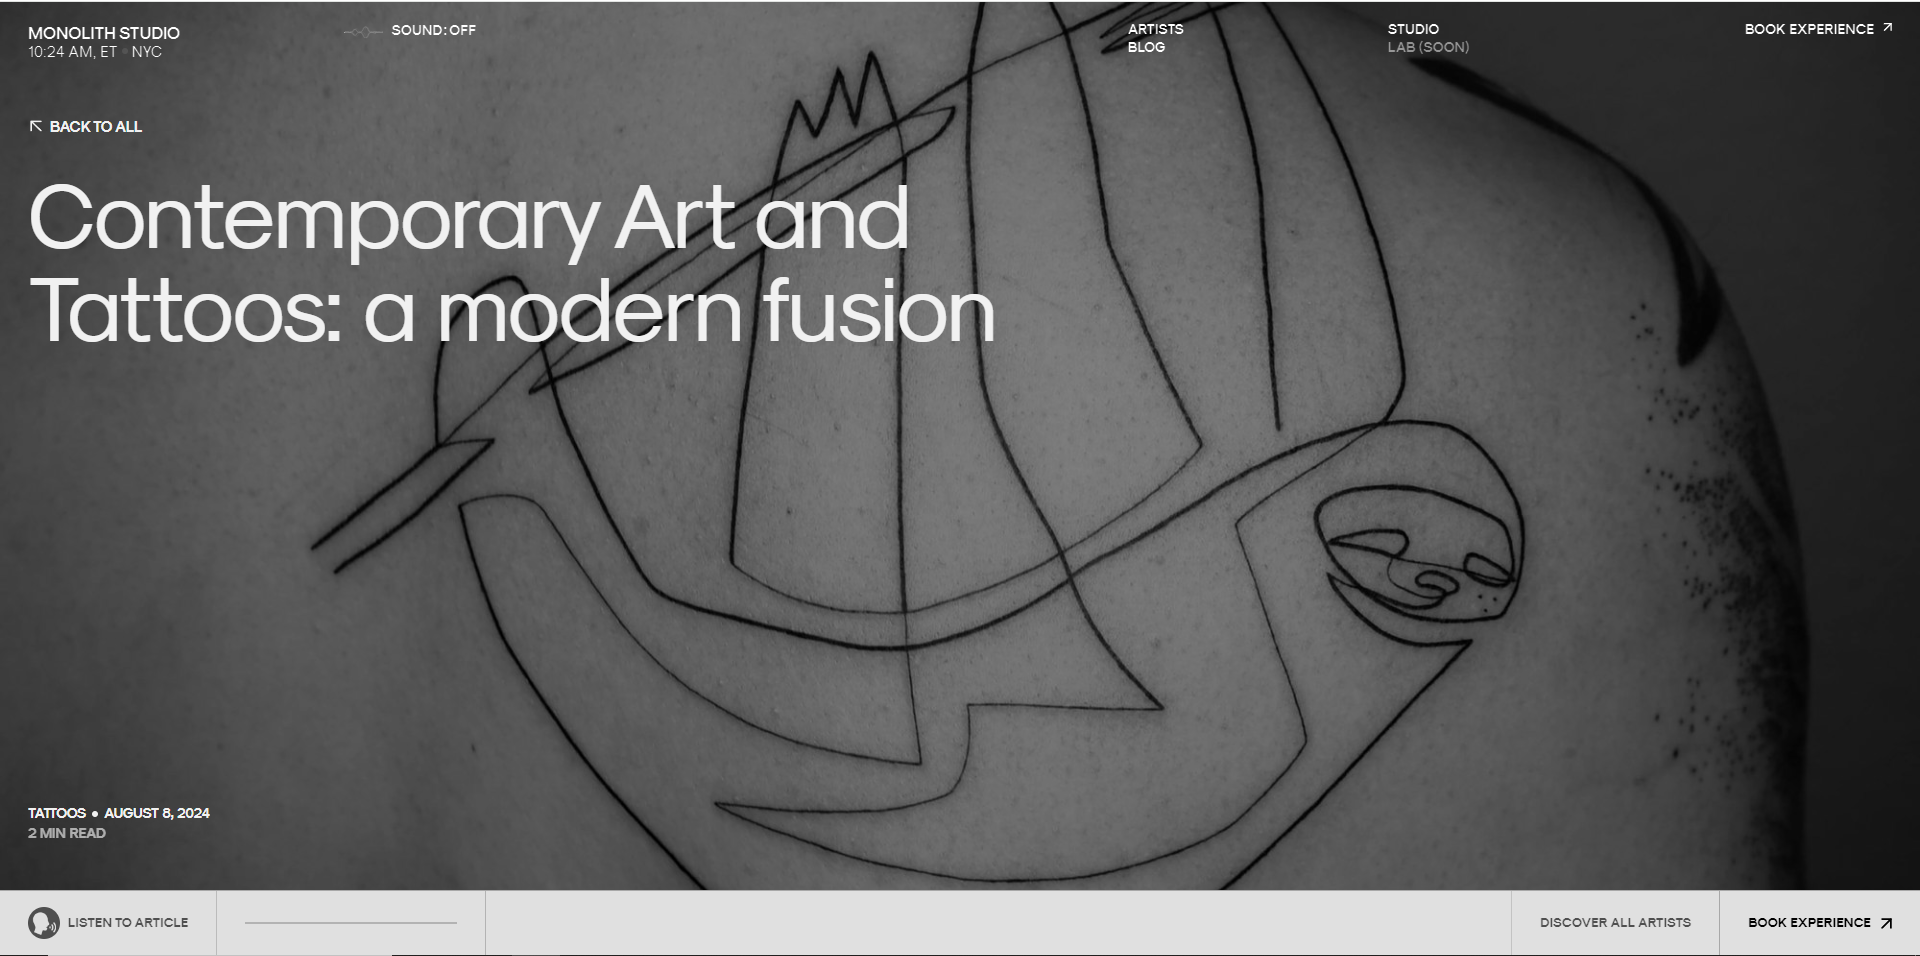 MONOLITH STUDIO
10:24 AM, ET • NYC
SOUND: OFF
ARTISTS
BLOG
STUDIO
LAB (SOON)
BOOK EXPERIENCE
BACK TO ALL
Contemporary Art and
Tattoos: a modern fusion
TATTOOS • AUGUST 8, 2024
2 MIN READ
LISTEN TO ARTICLE
DISCOVER ALL ARTISTS
BOOK EXPERIENCE